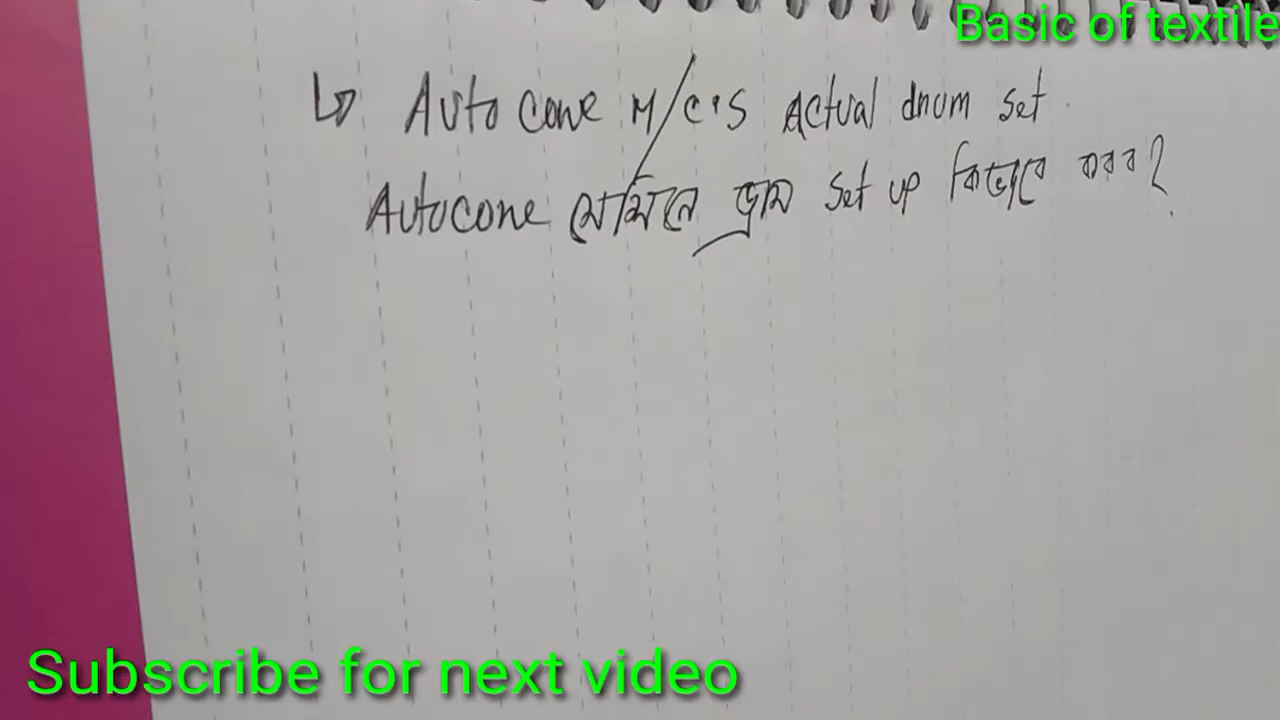 Basic of textile
↳ Auto cone M/C'S Actual drum set.
Autocone মেশিনে ড্রাম set up কিভাবে করব?
Subscribe for next video